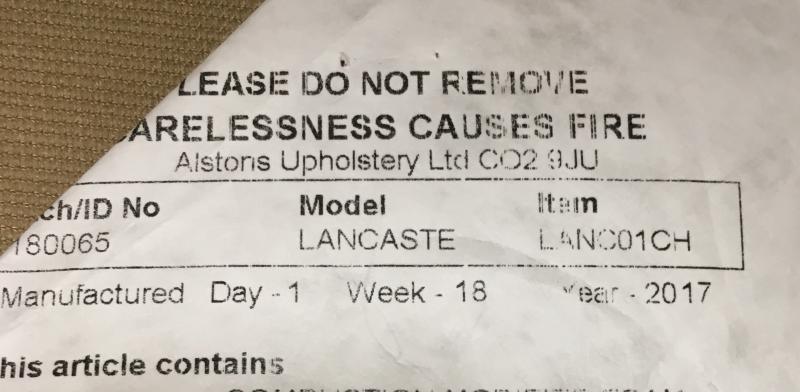 LEASE DO NOT REMOVE
ARELESSNESS CAUSES FIRE
Alstons Upholstery Ltd CO2 9JU
ch/ID No Model Item
180065 LANCASTE LANC01CH
Manufactured Day - 1 Week - 18 Year - 2017
his article contains